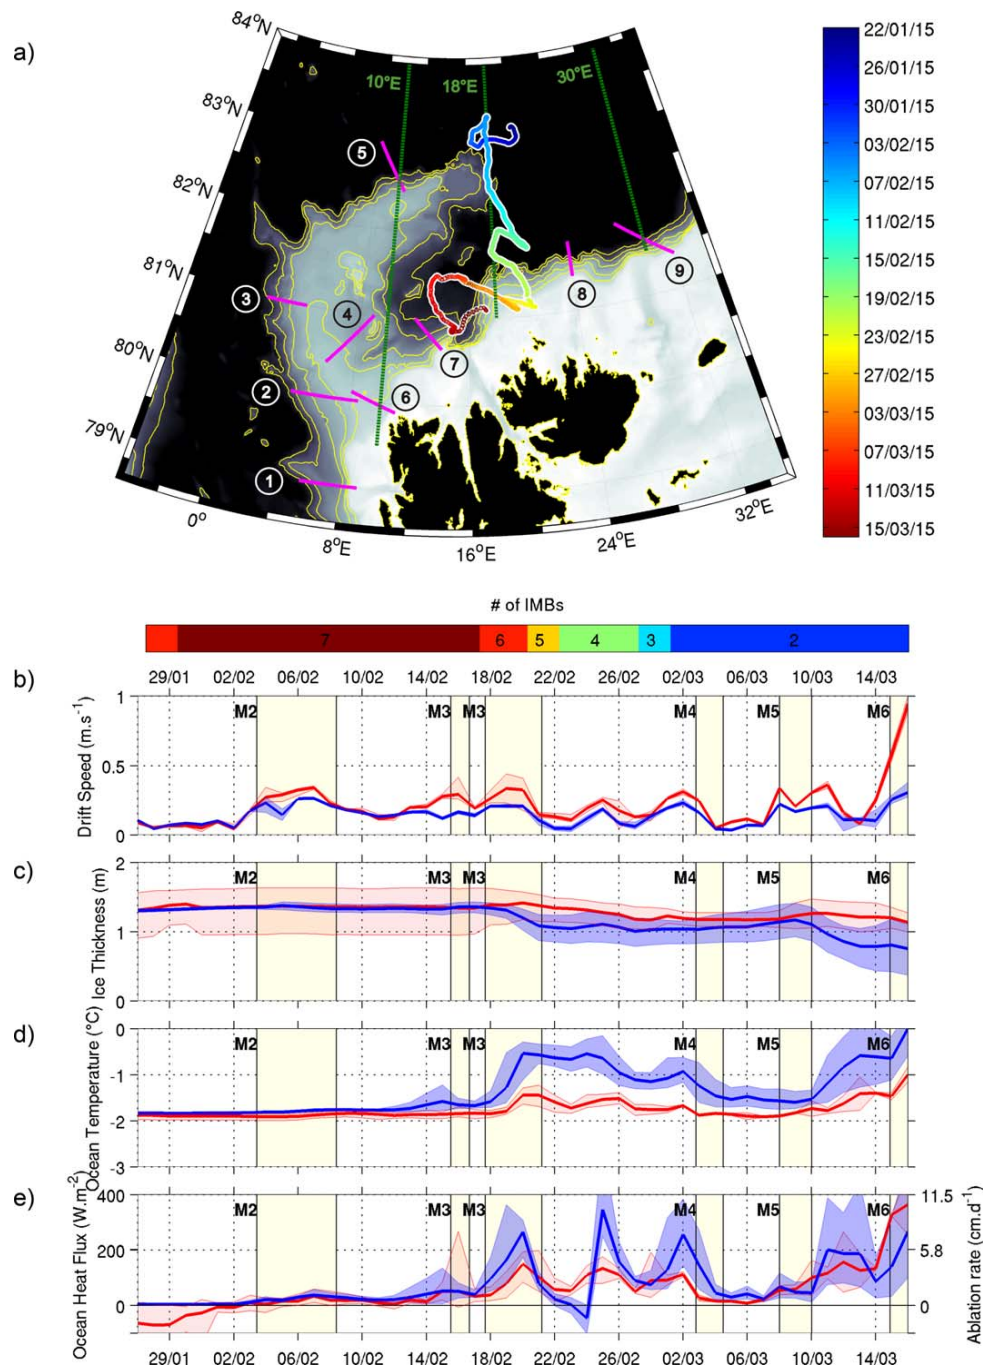 a)
84°N
83°N
82°N
81°N
80°N
79°N
0°
8°E
16°E
24°E
32°E
10°E
18°E
30°E
5
3
4
2
7
6
1
8
9
22/01/15
26/01/15
30/01/15
03/02/15
07/02/15
11/02/15
15/02/15
19/02/15
23/02/15
27/02/15
03/03/15
07/03/15
11/03/15
15/03/15
# of IMBs
7 6 5 4 3 2
29/01 02/02 06/02 10/02 14/02 18/02 22/02 26/02 02/03 06/03 10/03 14/03
b)
Drift Speed (m.s⁻¹)
1
0.5
0
M2 M3 M3 M4 M5 M6
c)
Ice Thickness (m)
2
1
0
M2 M3 M3 M4 M5 M6
d)
Ocean Temperature (°C)
0
-1
-2
-3
M2 M3 M3 M4 M5 M6
e)
Ocean Heat Flux (W.m⁻²)
400
200
0
M2 M3 M3 M4 M5 M6
11.5
5.8
0
Ablation rate (cm.d⁻¹)
29/01 02/02 06/02 10/02 14/02 18/02 22/02 26/02 02/03 06/03 10/03 14/03